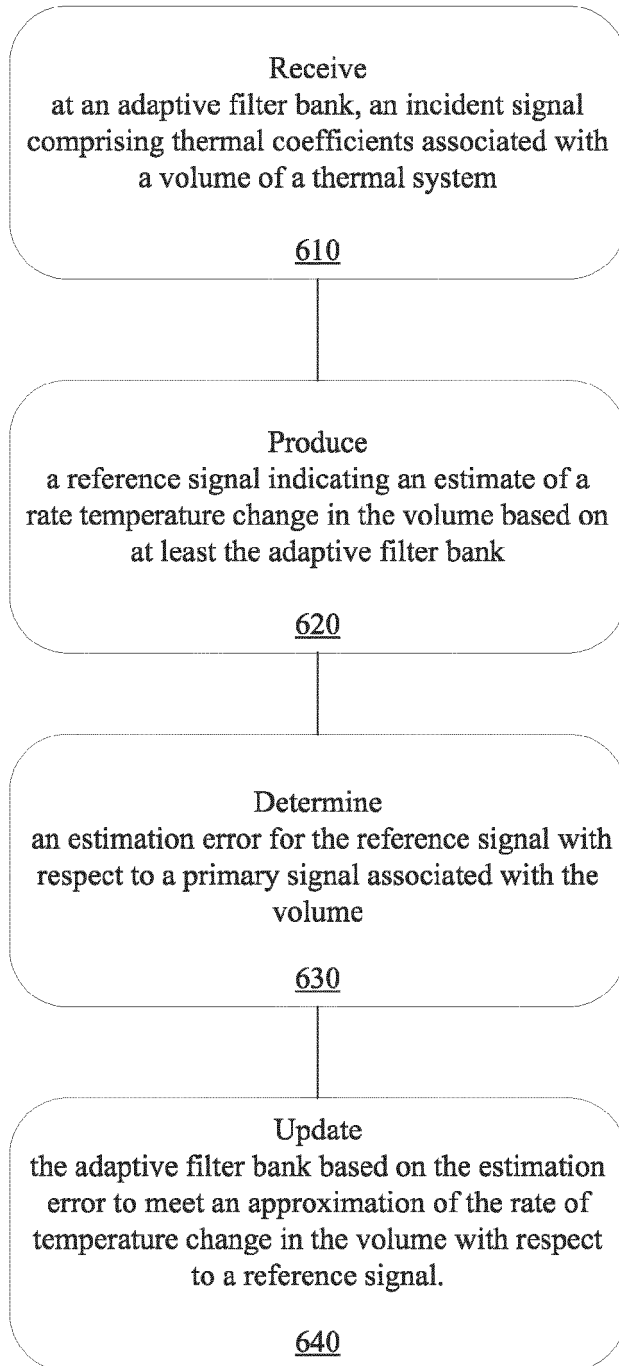 Receive
at an adaptive filter bank, an incident signal
comprising thermal coefficients associated with
a volume of a thermal system
610
Produce
a reference signal indicating an estimate of a
rate temperature change in the volume based on
at least the adaptive filter bank
620
Determine
an estimation error for the reference signal with
respect to a primary signal associated with the
volume
630
Update
the adaptive filter bank based on the estimation
error to meet an approximation of the rate of
temperature change in the volume with respect
to a reference signal.
640